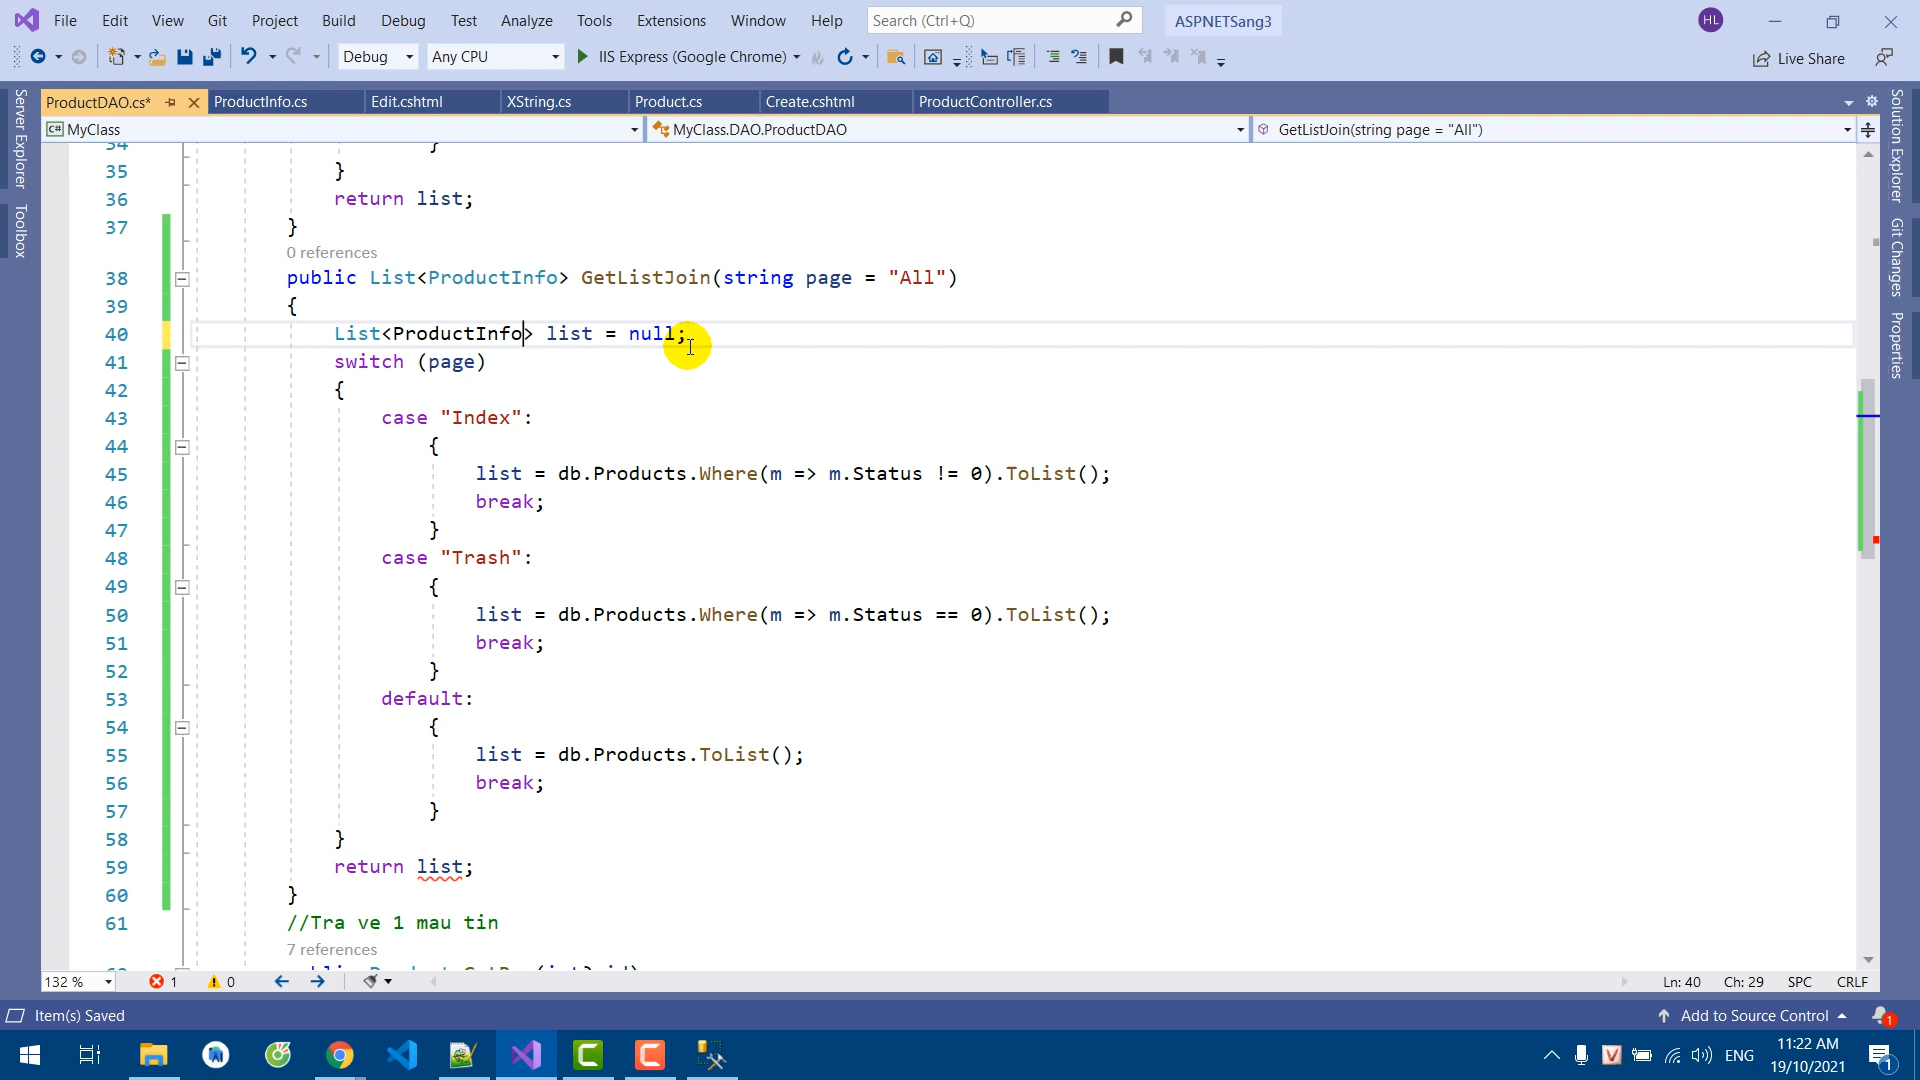 File Edit View Git Project Build Debug Test Analyze Tools Extensions Window Help Search (Ctrl+Q) ASPNETSang3 HL
Debug Any CPU IIS Express (Google Chrome) Live Share
ProductDAO.cs* ProductInfo.cs Edit.cshtml XString.cs Product.cs Create.cshtml ProductController.cs
MyClass MyClass.DAO.ProductDAO GetListJoin(string page = "All")
Server Explorer
Toolbox
Solution Explorer
Git Changes
Properties
34 }
35 }
36 return list;
37 }
0 references
38 public List<ProductInfo> GetListJoin(string page = "All")
39 {
40 List<ProductInfo> list = null;
41 switch (page)
42 {
43 case "Index":
44 {
45 list = db.Products.Where(m => m.Status != 0).ToList();
46 break;
47 }
48 case "Trash":
49 {
50 list = db.Products.Where(m => m.Status == 0).ToList();
51 break;
52 }
53 default:
54 {
55 list = db.Products.ToList();
56 break;
57 }
58 }
59 return list;
60 }
61 //Tra ve 1 mau tin
7 references
132 % 1 0 Ln: 40 Ch: 29 SPC CRLF
Item(s) Saved Add to Source Control 1
ENG 11:22 AM
19/10/2021 1